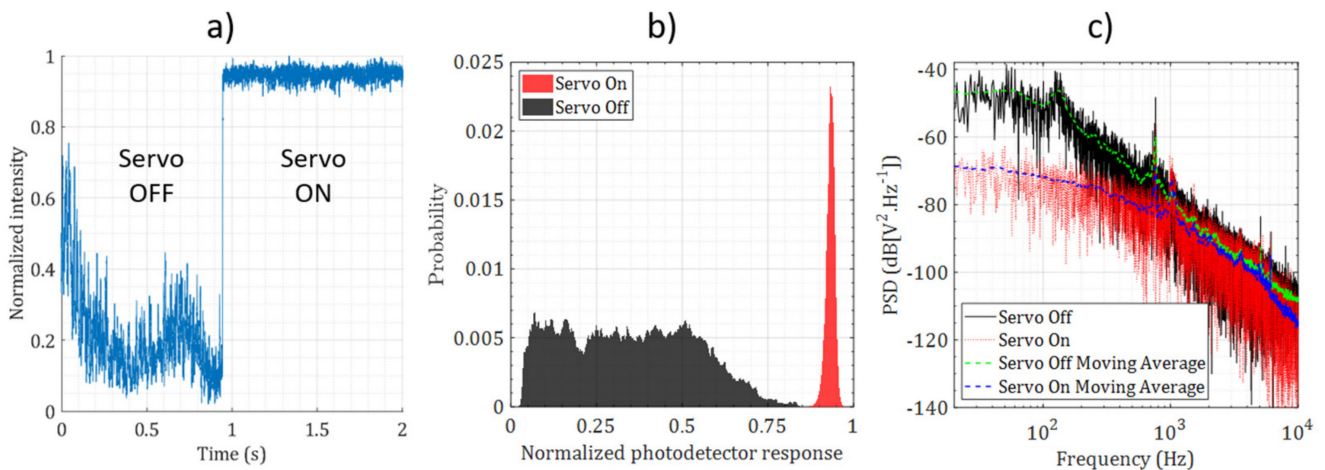 a)
Normalized intensity
1
0.8
0.6
0.4
0.2
0
Servo
OFF
Servo
ON
0
0.5
1
1.5
2
Time (s)
b)
Probability
0.025
0.02
0.015
0.01
0.005
0
Servo On
Servo Off
0
0.25
0.5
0.75
1
Normalized photodetector response
c)
PSD (dB[V².Hz⁻¹])
-40
-60
-80
-100
-120
-140
Servo Off
Servo On
Servo Off Moving Average
Servo On Moving Average
10²
10³
10⁴
Frequency (Hz)